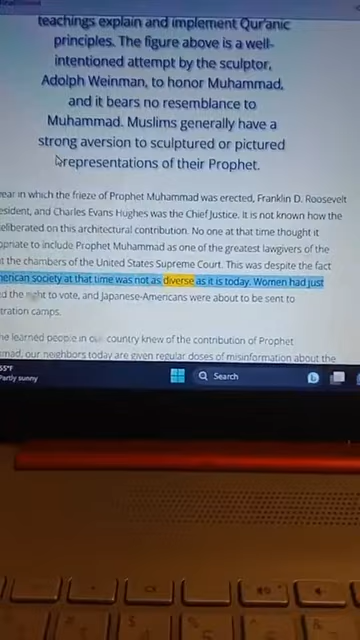 teachings explain and implement Qur'anic
principles. The figure above is a well-
intentioned attempt by the sculptor,
Adolph Weinman, to honor Muhammad,
and it bears no resemblance to
Muhammad. Muslims generally have a
strong aversion to sculptured or pictured
representations of their Prophet.
ear in which the frieze of Prophet Muhammad was erected, Franklin D. Roosevelt
esident, and Charles Evans Hughes was the Chief Justice. It is not known how the
eliberated on this architectural contribution. No one at that time thought it
opriate to include Prophet Muhammad as one of the greatest lawgivers of the
t the chambers of the United States Supreme Court. This was despite the fact
merican society at that time was not as diverse as it is today. Women had just
d the right to vote, and Japanese-Americans were about to be sent to
tration camps.
he learned people in our country knew of the contribution of Prophet
mad, our neighbors today are given regular doses of misinformation about the
55°F
Partly sunny
Search